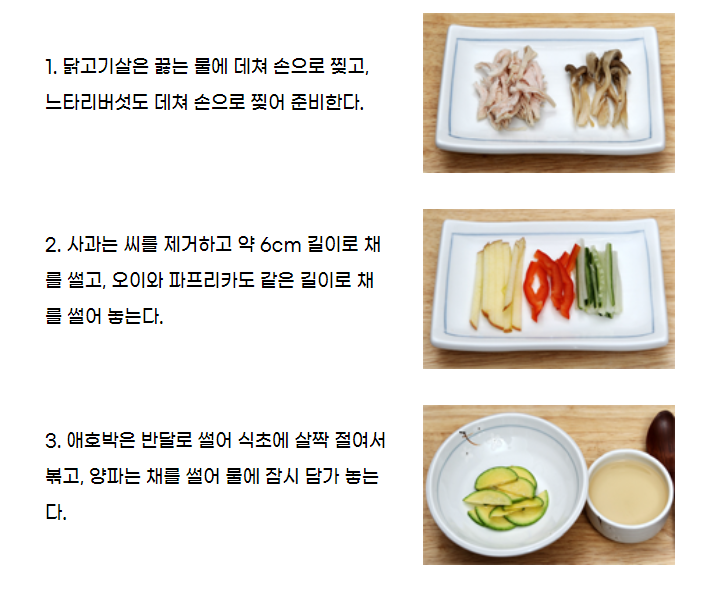 1. 닭고기살은 끓는 물에 데쳐 손으로 찢고,
느타리버섯도 데쳐 손으로 찢어 준비한다.
2. 사과는 씨를 제거하고 약 6cm 길이로 채
를 썰고, 오이와 파프리카도 같은 길이로 채
를 썰어 놓는다.
3. 애호박은 반달로 썰어 식초에 살짝 절여서
볶고, 양파는 채를 썰어 물에 잠시 담가 놓는
다.